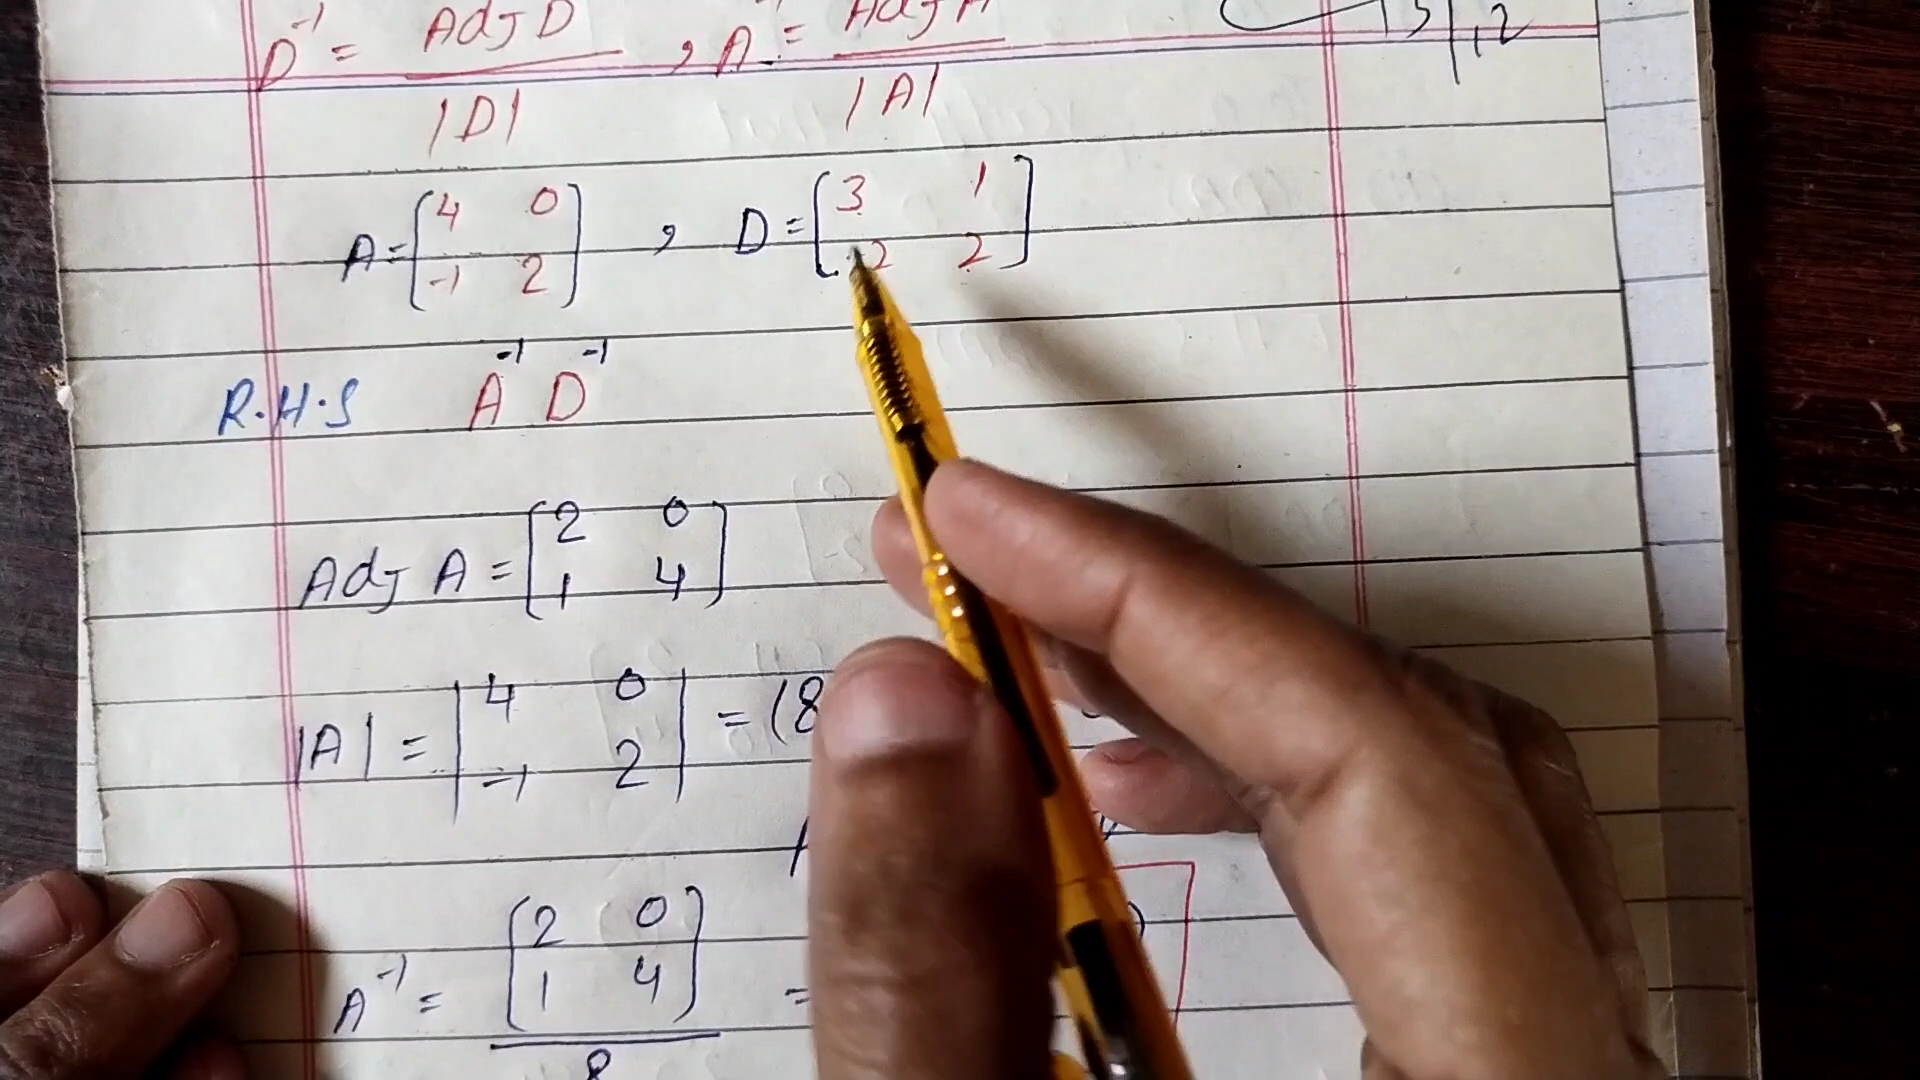 D⁻¹ = Adj D / |D| , A⁻¹ = Adj A / |A|
A = [4 0
-1 2] , D = [3 1
2 2]
R.H.S A⁻¹ D⁻¹
Adj A = [2 0
1 4]
|A| = |4 0
-1 2| = (8
A⁻¹ = [2 0
1 4] / 8 =